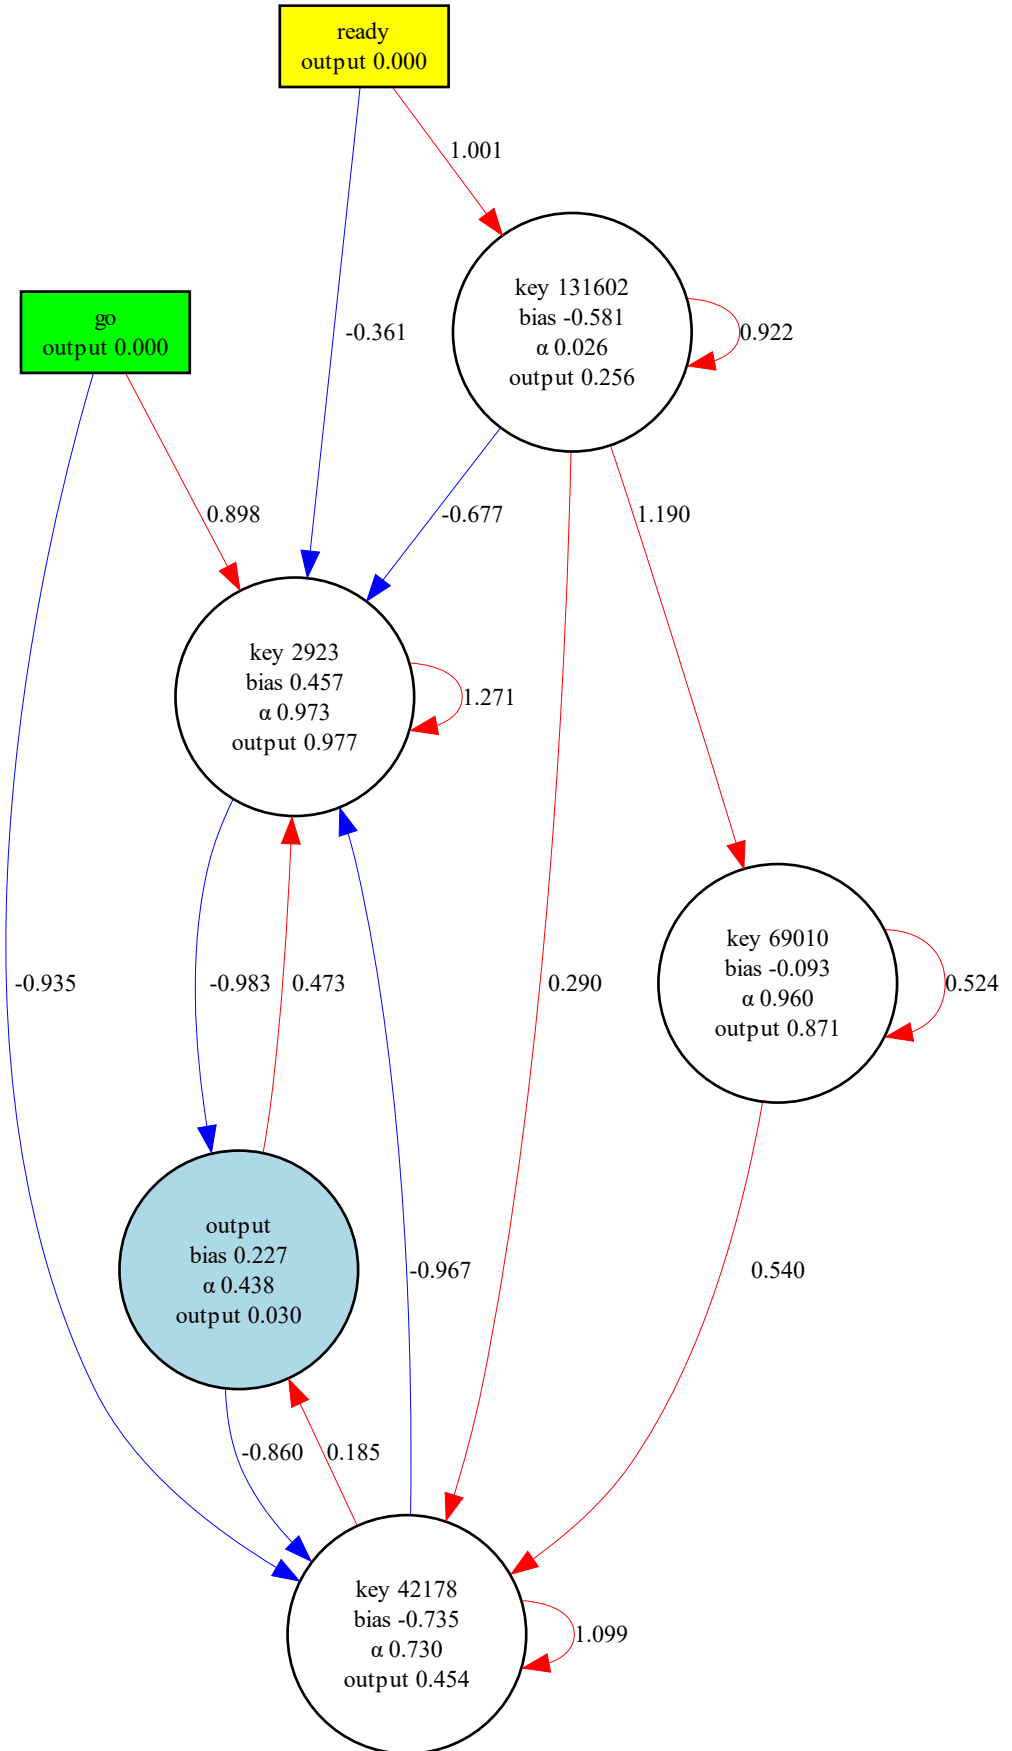 ready
output 0.000
1.001
key 131602
bias -0.581
α 0.026
output 0.256
0.922
go
output 0.000
-0.361
0.898
-0.677
1.190
key 2923
bias 0.457
α 0.973
output 0.977
1.271
key 69010
bias -0.093
α 0.960
output 0.871
0.524
-0.935
-0.983
0.473
0.290
output
bias 0.227
α 0.438
output 0.030
-0.967
0.540
-0.860
0.185
key 42178
bias -0.735
α 0.730
output 0.454
1.099